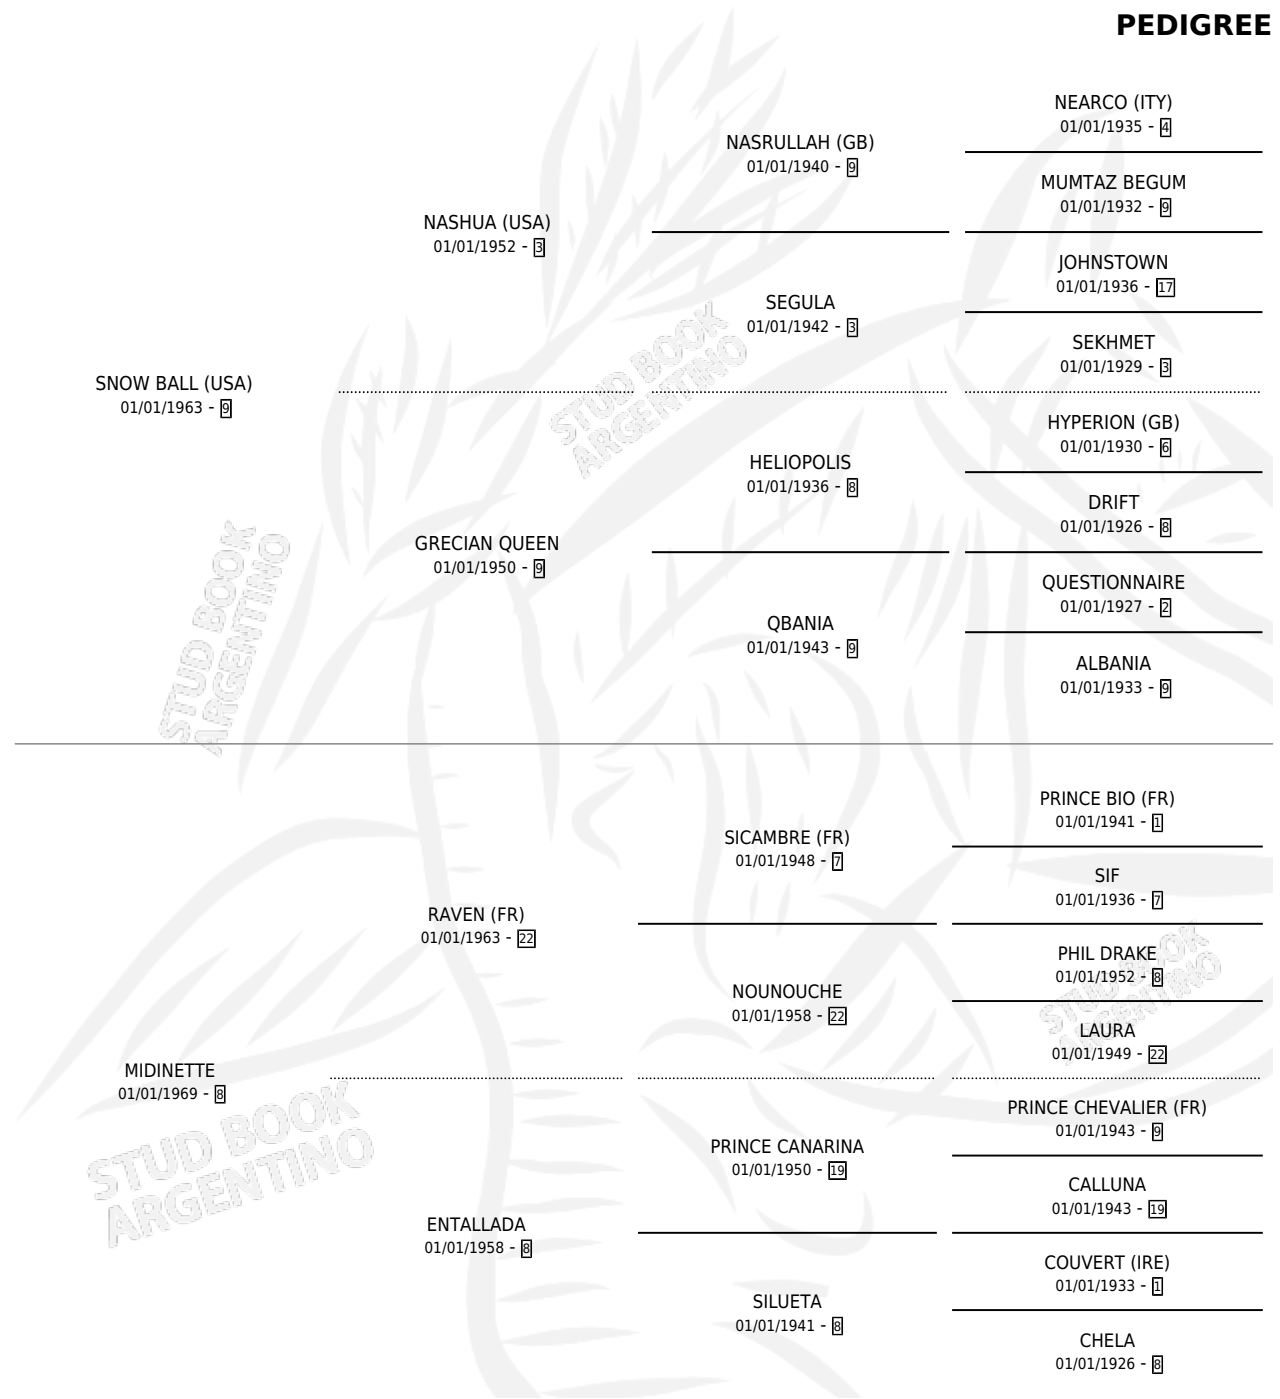 PEDIGREE
NEARCO (ITY)
01/01/1935 - 4
NASRULLAH (GB)
01/01/1940 - 9
MUMTAZ BEGUM
01/01/1932 - 9
NASHUA (USA)
01/01/1952 - 3
JOHNSTOWN
01/01/1936 - 17
SEGULA
01/01/1942 - 3
SEKHMET
01/01/1929 - 3
SNOW BALL (USA)
01/01/1963 - 9
HYPERION (GB)
01/01/1930 - 6
HELIOPOLIS
01/01/1936 - 8
DRIFT
01/01/1926 - 8
GRECIAN QUEEN
01/01/1950 - 9
QUESTIONNAIRE
01/01/1927 - 2
QBANIA
01/01/1943 - 9
ALBANIA
01/01/1933 - 9
PRINCE BIO (FR)
01/01/1941 - 1
SICAMBRE (FR)
01/01/1948 - 7
SIF
01/01/1936 - 7
RAVEN (FR)
01/01/1963 - 22
PHIL DRAKE
01/01/1952 - 8
NOUNOUCHE
01/01/1958 - 22
LAURA
01/01/1949 - 22
MIDINETTE
01/01/1969 - 8
PRINCE CHEVALIER (FR)
01/01/1943 - 9
PRINCE CANARINA
01/01/1950 - 19
CALLUNA
01/01/1943 - 19
ENTALLADA
01/01/1958 - 8
COUVERT (IRE)
01/01/1933 - 1
SILUETA
01/01/1941 - 8
CHELA
01/01/1926 - 8
STUD BOOK
ARGENTINO
STUD BOOK
ARGENTINO
STUD BOOK
ARGENTINO
STUD BOOK
ARGENTINO